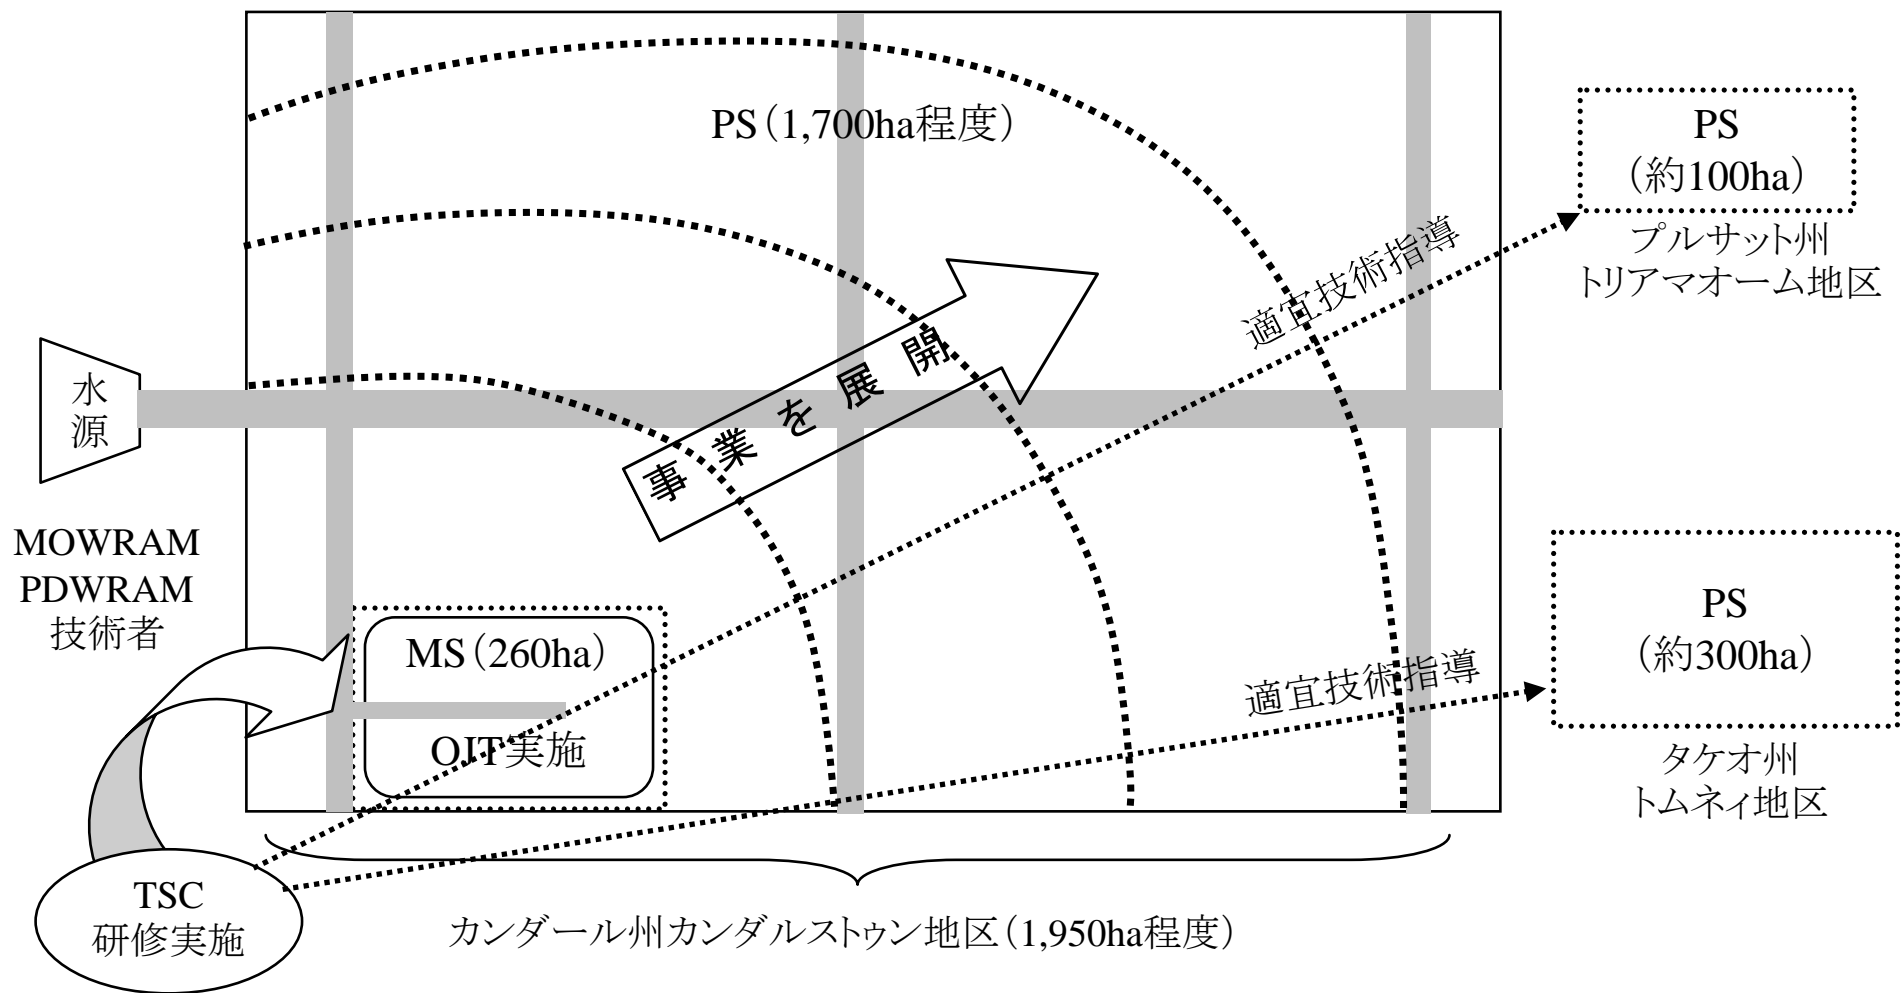 PS（1,700ha程度）
PS
（約100ha）
プルサット州
トリアマオーム地区
適宜技術指導
事業を展開
水
源
MOWRAM
PDWRAM
技術者
MS（260ha）
OJT実施
適宜技術指導
PS
（約300ha）
タケオ州
トムネイ地区
TSC
研修実施
カンダール州カンダルストゥン地区（1,950ha程度）